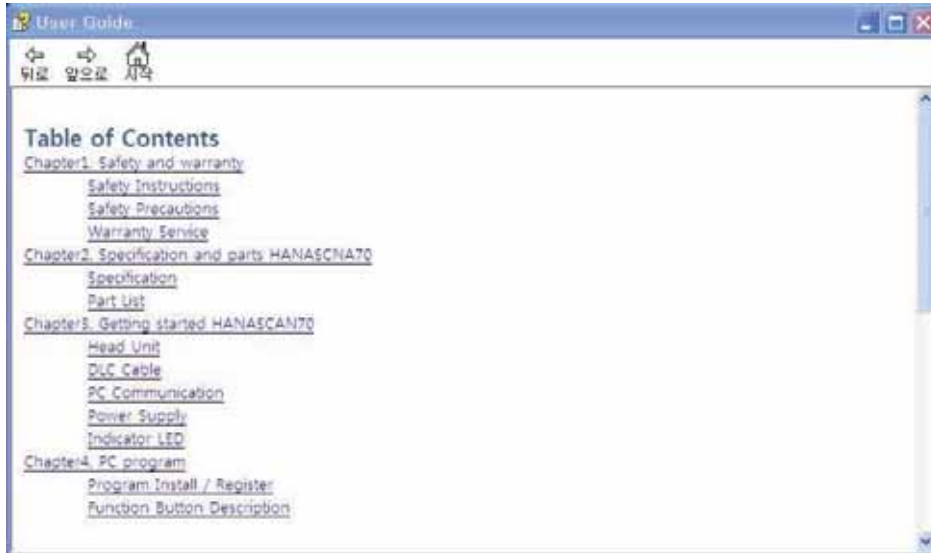 User Guide
뒤로 앞으로 시작
Table of Contents
Chapter1. Safety and warranty
Safety Instructions
Safety Precautions
Warranty Service
Chapter2. Specification and parts HANASCNA70
Specification
Part List
Chapter3. Getting started HANASCAN70
Head Unit
DLC Cable
PC Communication
Power Supply
Indicator LED
Chapter4. PC program
Program Install / Register
Function Button Description